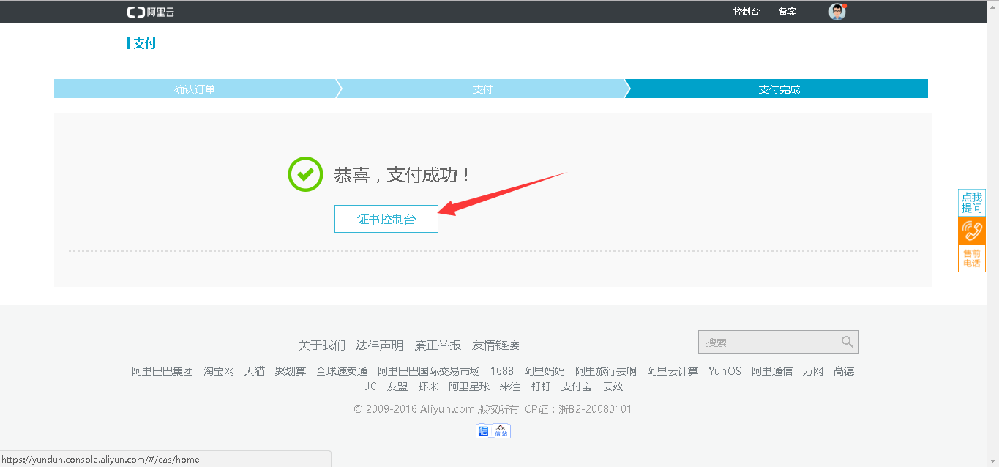 阿里云 控制台 备案
支付
确认订单 支付 支付完成
恭喜，支付成功！
证书控制台
点我
提问
售前
电话
关于我们 法律声明 廉正举报 友情链接
搜索
阿里巴巴集团 淘宝网 天猫 聚划算 全球速卖通 阿里巴巴国际交易市场 1688 阿里妈妈 阿里旅行去啊 阿里云计算 YunOS 阿里通信 万网 高德
UC 友盟 虾米 阿里星球 来往 钉钉 支付宝 云效
© 2009-2016 Aliyun.com 版权所有 ICP证：浙B2-20080101
信 Xin
信站
https://yundun.console.aliyun.com/#/cas/home